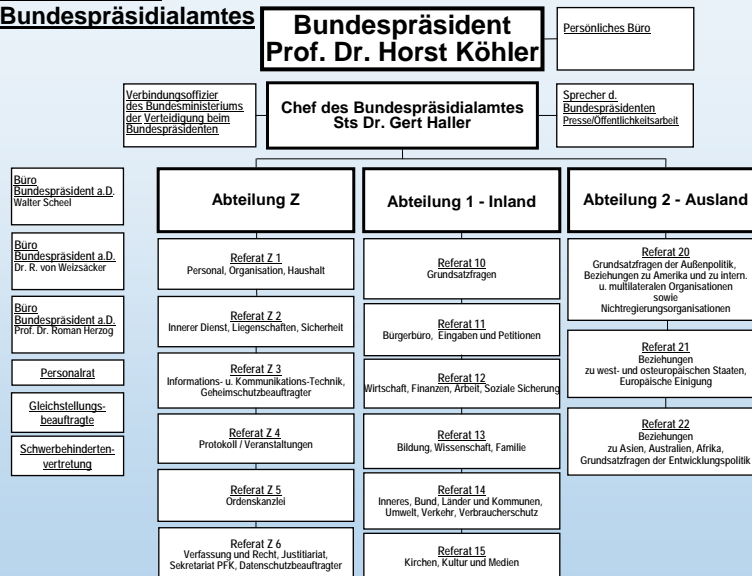 Bundespräsidialamtes
Bundespräsident
Prof. Dr. Horst Köhler
Persönliches Büro
Verbindungsoffizier
des Bundesministeriums
der Verteidigung beim
Bundespräsidenten
Chef des Bundespräsidialamtes
Sts Dr. Gert Haller
Sprecher d.
Bundespräsidenten
Presse/Öffentlichkeitsarbeit
Büro
Bundespräsident a.D.
Walter Scheel
Büro
Bundespräsident a.D.
Dr. R. von Weizsäcker
Büro
Bundespräsident a.D.
Prof. Dr. Roman Herzog
Personalrat
Gleichstellungs-
beauftragte
Schwerbehinderten-
vertretung
Abteilung Z
Referat Z 1
Personal, Organisation, Haushalt
Referat Z 2
Innerer Dienst, Liegenschaften, Sicherheit
Referat Z 3
Informations- u. Kommunikations-Technik,
Geheimschutzbeauftragter
Referat Z 4
Protokoll / Veranstaltungen
Referat Z 5
Ordenskanzlei
Referat Z 6
Verfassung und Recht, Justitiariat,
Sekretariat PFK, Datenschutzbeauftragter
Abteilung 1 - Inland
Referat 10
Grundsatzfragen
Referat 11
Bürgerbüro, Eingaben und Petitionen
Referat 12
Wirtschaft, Finanzen, Arbeit, Soziale Sicherung
Referat 13
Bildung, Wissenschaft, Familie
Referat 14
Inneres, Bund, Länder und Kommunen,
Umwelt, Verkehr, Verbraucherschutz
Referat 15
Kirchen, Kultur und Medien
Abteilung 2 - Ausland
Referat 20
Grundsatzfragen der Außenpolitik,
Beziehungen zu Amerika und zu intern.
u. multilateralen Organisationen
sowie
Nichtregierungsorganisationen
Referat 21
Beziehungen
zu west- und osteuropäischen Staaten,
Europäische Einigung
Referat 22
Beziehungen
zu Asien, Australien, Afrika,
Grundsatzfragen der Entwicklungspolitik